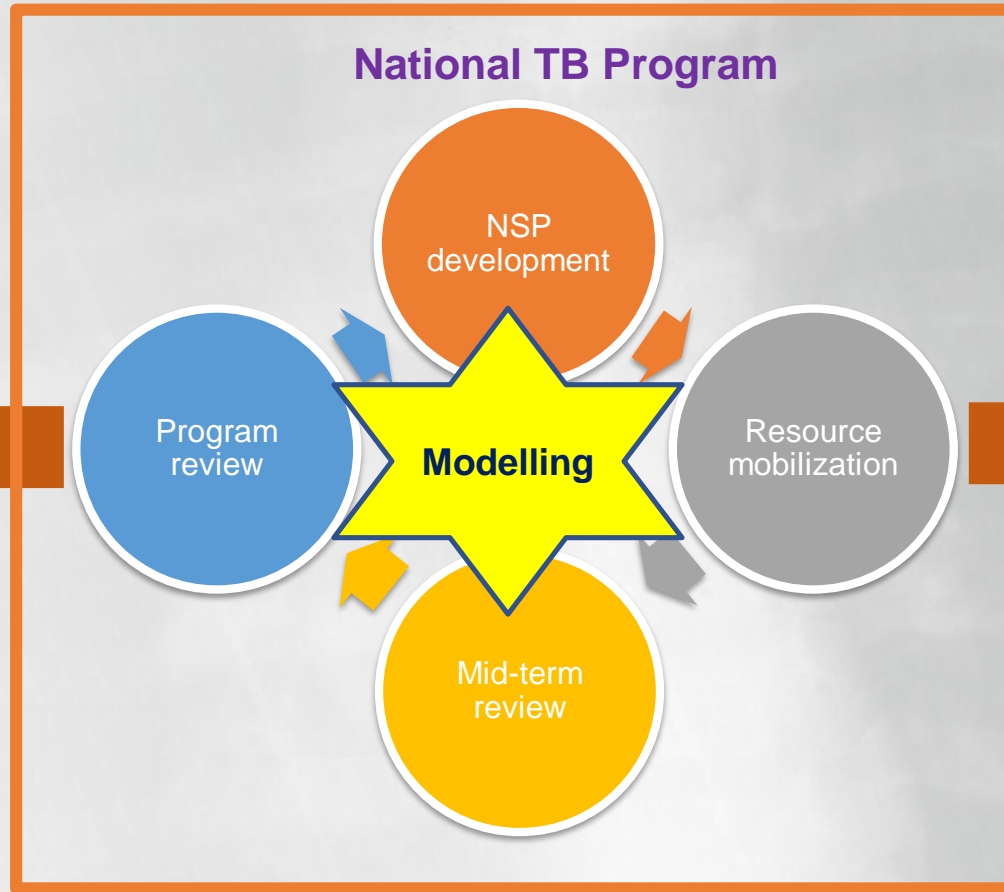 National TB Program
NSP
development
Program
review
Modelling
Resource
mobilization
Mid-term
review